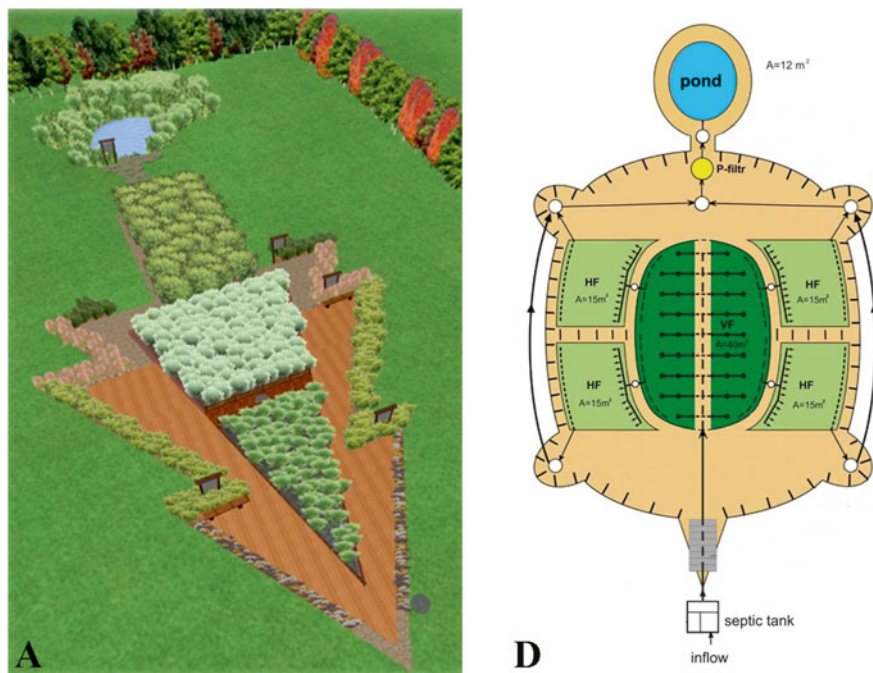 A
pond
A=12 m²
P-filtr
HF
A=15m²
HF
A=15m²
VF
A=40m²
HF
A=15m²
HF
A=15m²
septic tank
inflow
D